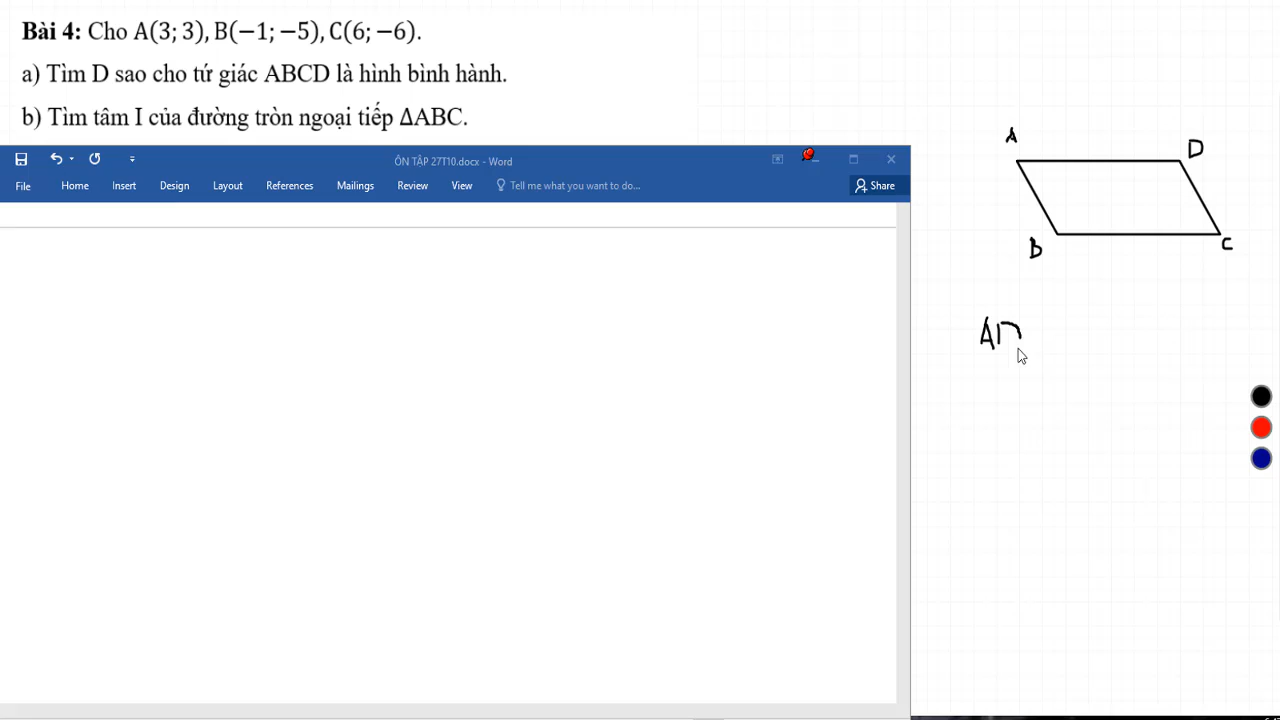 Bài 4: Cho A(3; 3), B(−1; −5), C(6; −6).
a) Tìm D sao cho tứ giác ABCD là hình bình hành.
b) Tìm tâm I của đường tròn ngoại tiếp ΔABC.
ÔN TẬP 27T10.docx - Word
File Home Insert Design Layout References Mailings Review View Tell me what you want to do... Share
A
D
B
C
AD